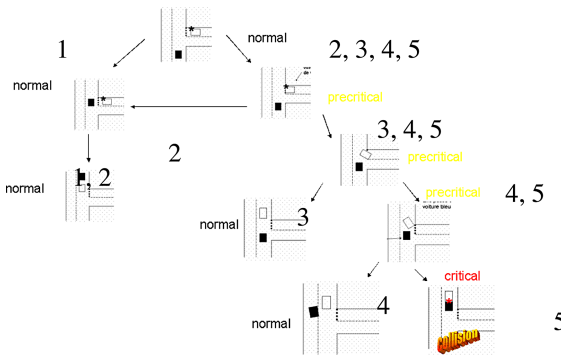 normal
1
2, 3, 4, 5
normal
precritical
3, 4, 5
precritical
2
1, 2
normal
precritical
4, 5
voiture bleu
3
normal
critical
4
normal
5
collision